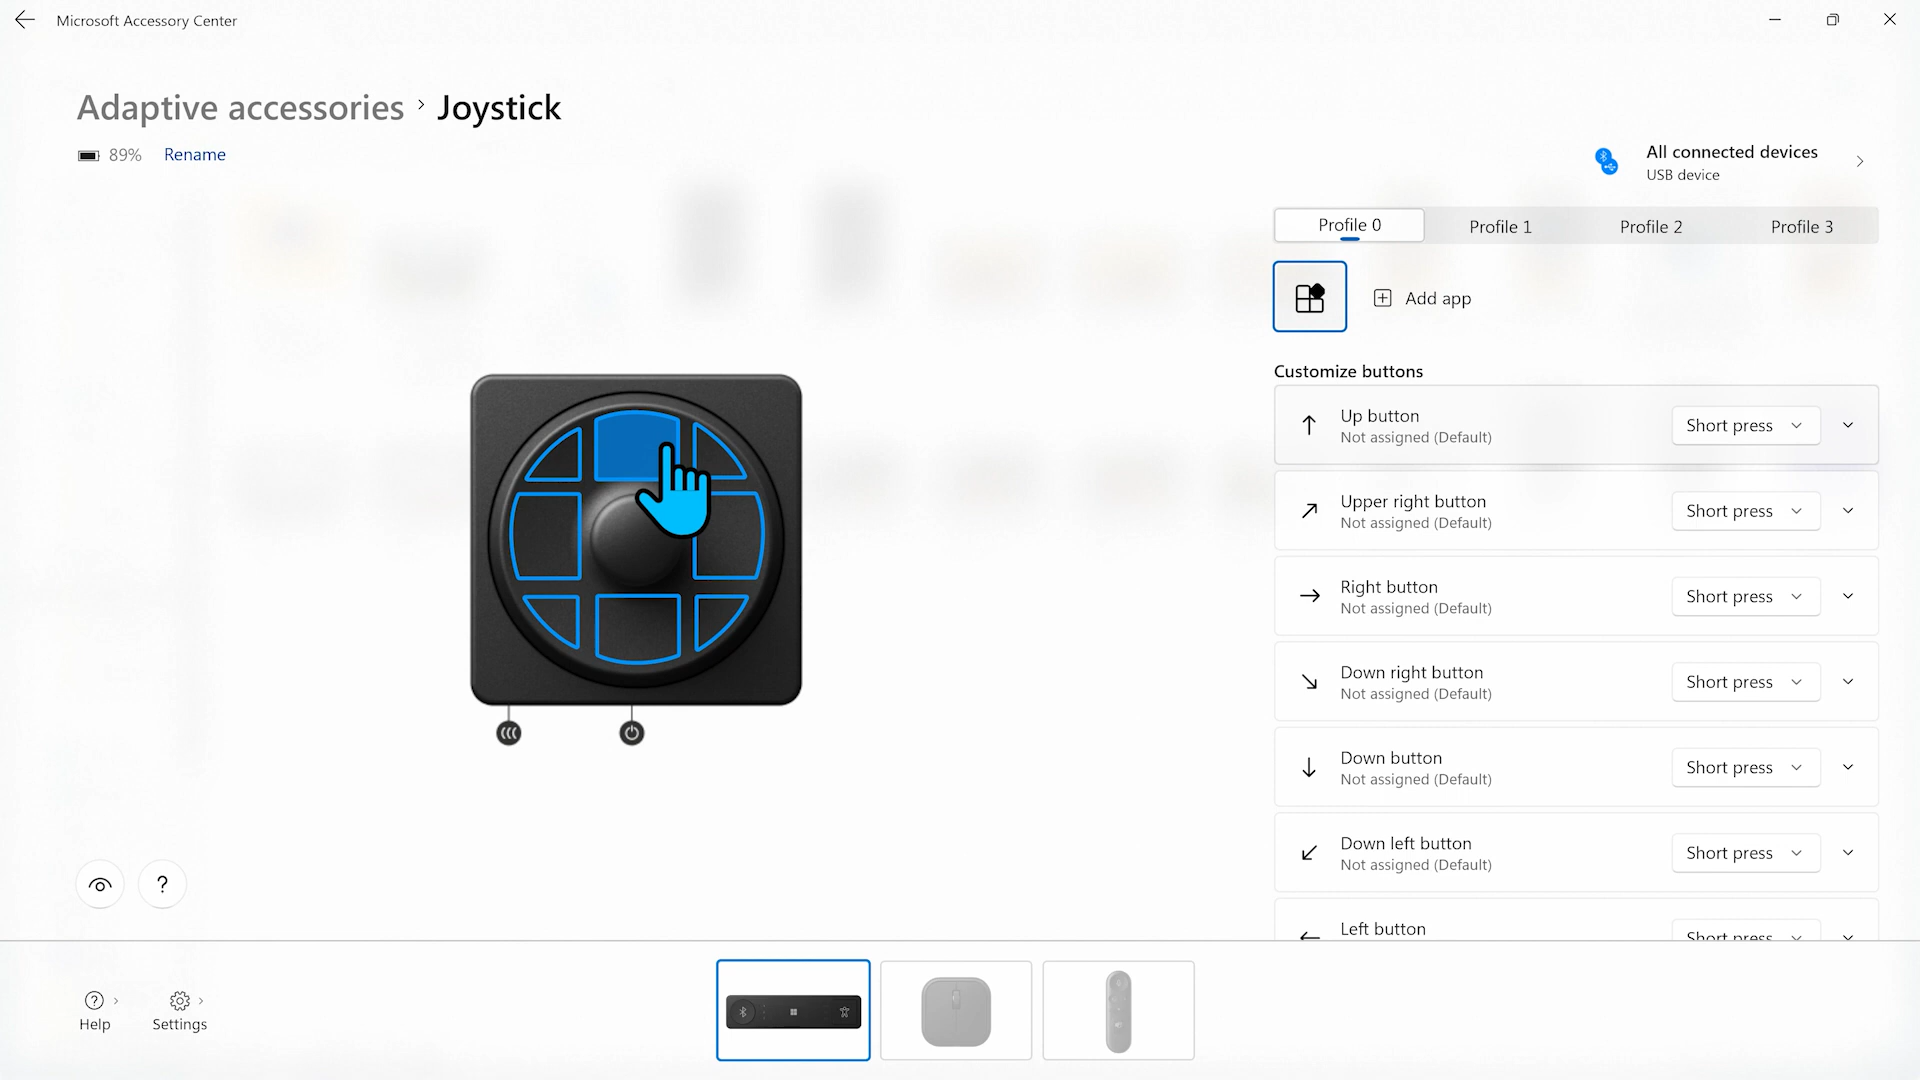 Microsoft Accessory Center
Adaptive accessories › Joystick
89% Rename
All connected devices
USB device
Profile 0 Profile 1 Profile 2 Profile 3
Add app
Customize buttons
Up button
Not assigned (Default)
Short press
Upper right button
Not assigned (Default)
Short press
Right button
Not assigned (Default)
Short press
Down right button
Not assigned (Default)
Short press
Down button
Not assigned (Default)
Short press
Down left button
Not assigned (Default)
Short press
Left button
Short press
?
Help
Settings